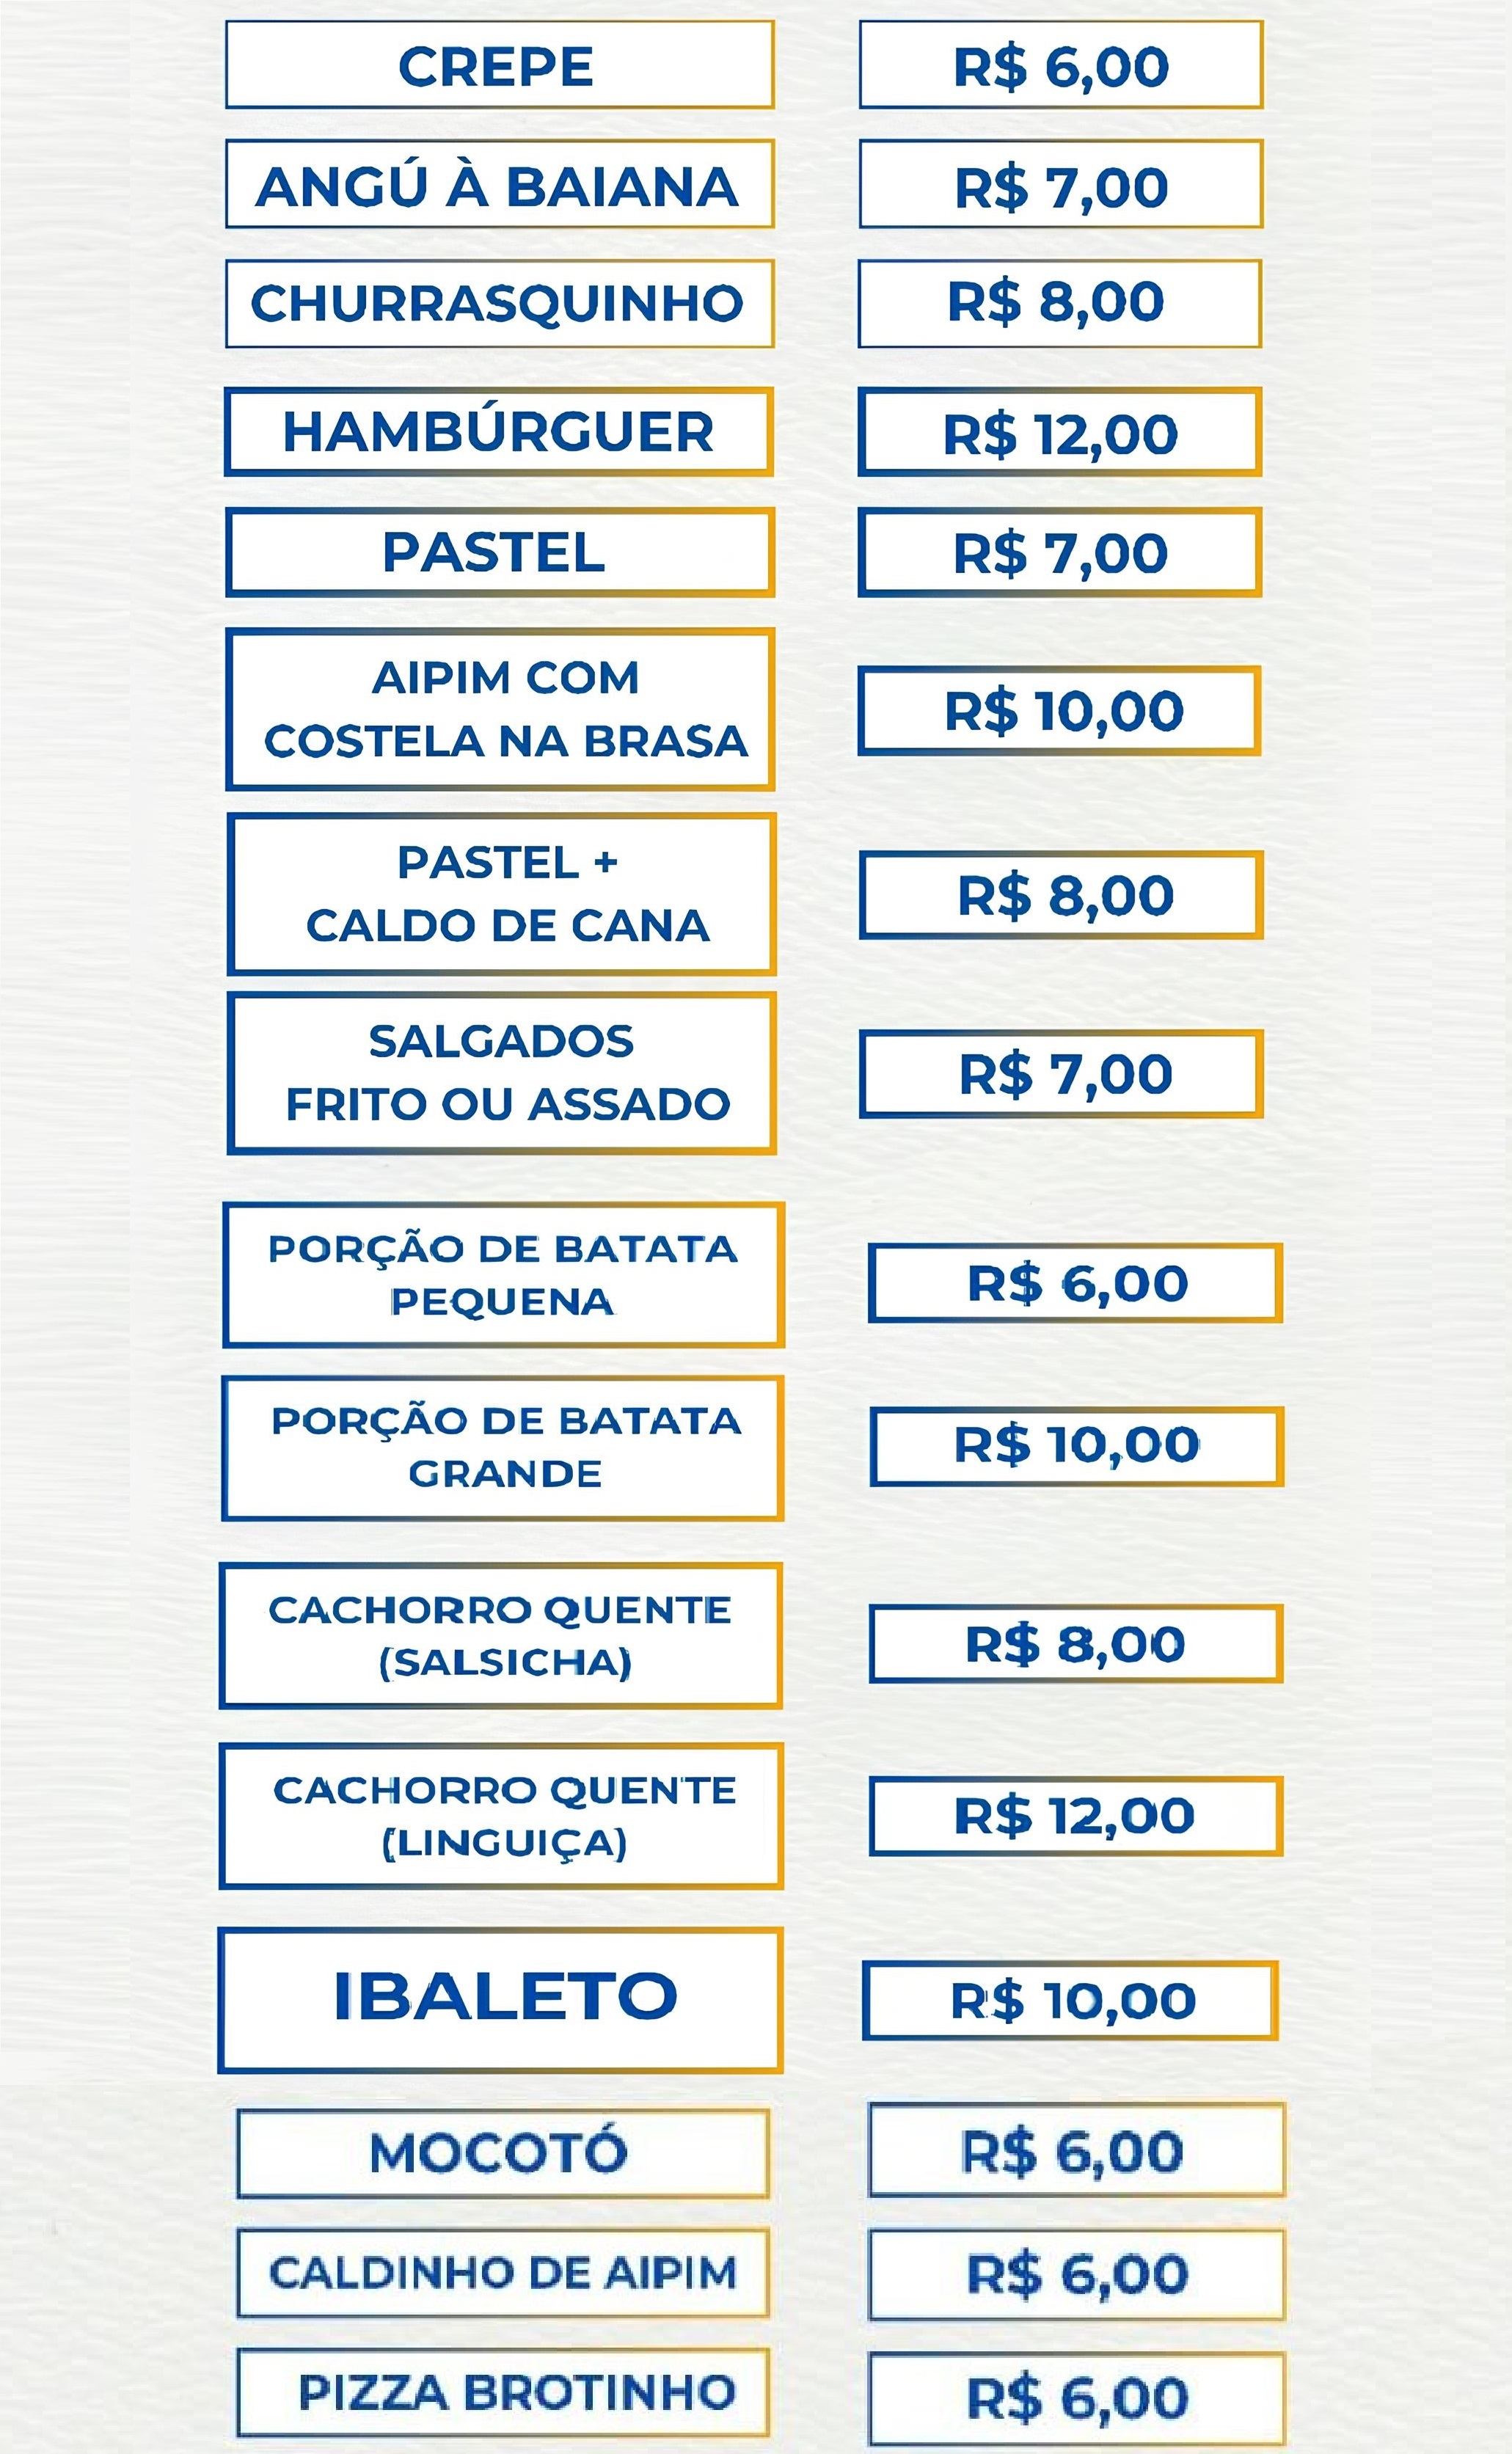 CREPE R$ 6,00
ANGÚ À BAIANA R$ 7,00
CHURRASQUINHO R$ 8,00
HAMBÚRGUER R$ 12,00
PASTEL R$ 7,00
AIPIM COM
COSTELA NA BRASA R$ 10,00
PASTEL +
CALDO DE CANA R$ 8,00
SALGADOS
FRITO OU ASSADO R$ 7,00
PORÇÃO DE BATATA
PEQUENA R$ 6,00
PORÇÃO DE BATATA
GRANDE R$ 10,00
CACHORRO QUENTE
(SALSICHA) R$ 8,00
CACHORRO QUENTE
(LINGUIÇA) R$ 12,00
IBALETO R$ 10,00
MOCOTÓ R$ 6,00
CALDINHO DE AIPIM R$ 6,00
PIZZA BROTINHO R$ 6,00